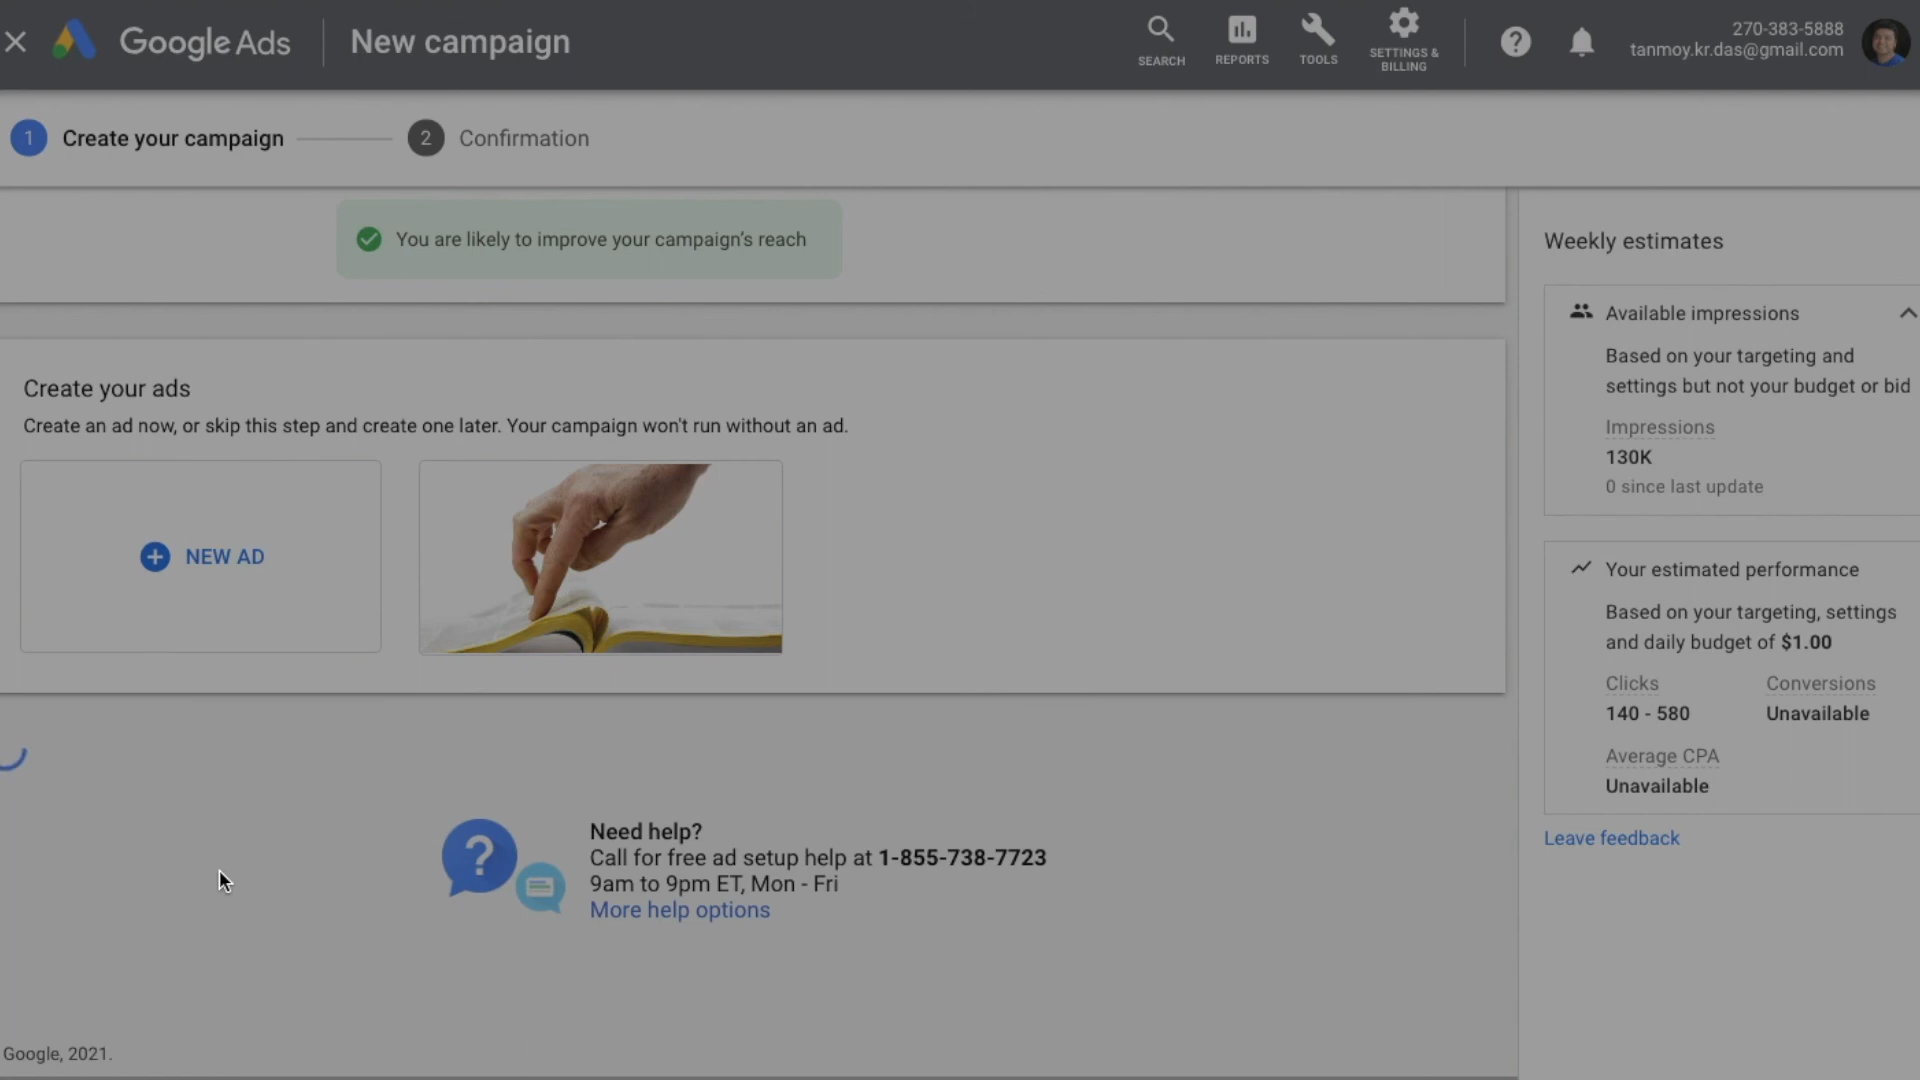 Google Ads
New campaign
SEARCH
REPORTS
TOOLS
SETTINGS &
BILLING
?
270-383-5888
tanmoy.kr.das@gmail.com
1 Create your campaign
2 Confirmation
You are likely to improve your campaign's reach
Create your ads
Create an ad now, or skip this step and create one later. Your campaign won't run without an ad.
NEW AD
?
Need help?
Call for free ad setup help at 1-855-738-7723
9am to 9pm ET, Mon - Fri
More help options
Google, 2021.
Weekly estimates
Available impressions
Based on your targeting and
settings but not your budget or bid
Impressions
130K
0 since last update
Your estimated performance
Based on your targeting, settings
and daily budget of $1.00
Clicks Conversions
140 - 580 Unavailable
Average CPA
Unavailable
Leave feedback